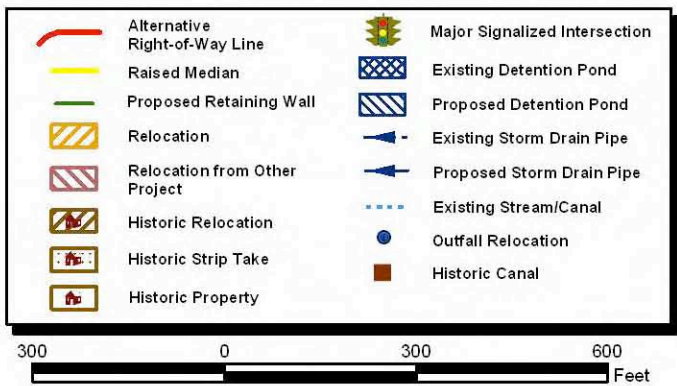 Alternative
Right-of-Way Line
Raised Median
Proposed Retaining Wall
Relocation
Relocation from Other
Project
Historic Relocation
Historic Strip Take
Historic Property
Major Signalized Intersection
Existing Detention Pond
Proposed Detention Pond
Existing Storm Drain Pipe
Proposed Storm Drain Pipe
Existing Stream/Canal
Outfall Relocation
Historic Canal
300 0 300 600
Feet